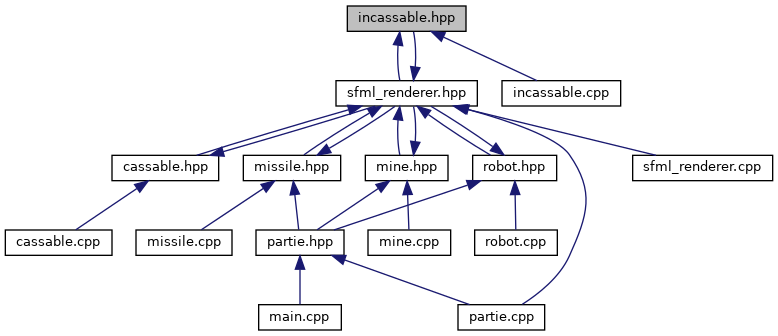 incassable.hpp
sfml_renderer.hpp
incassable.cpp
cassable.hpp
missile.hpp
mine.hpp
robot.hpp
sfml_renderer.cpp
cassable.cpp
missile.cpp
partie.hpp
mine.cpp
robot.cpp
main.cpp
partie.cpp